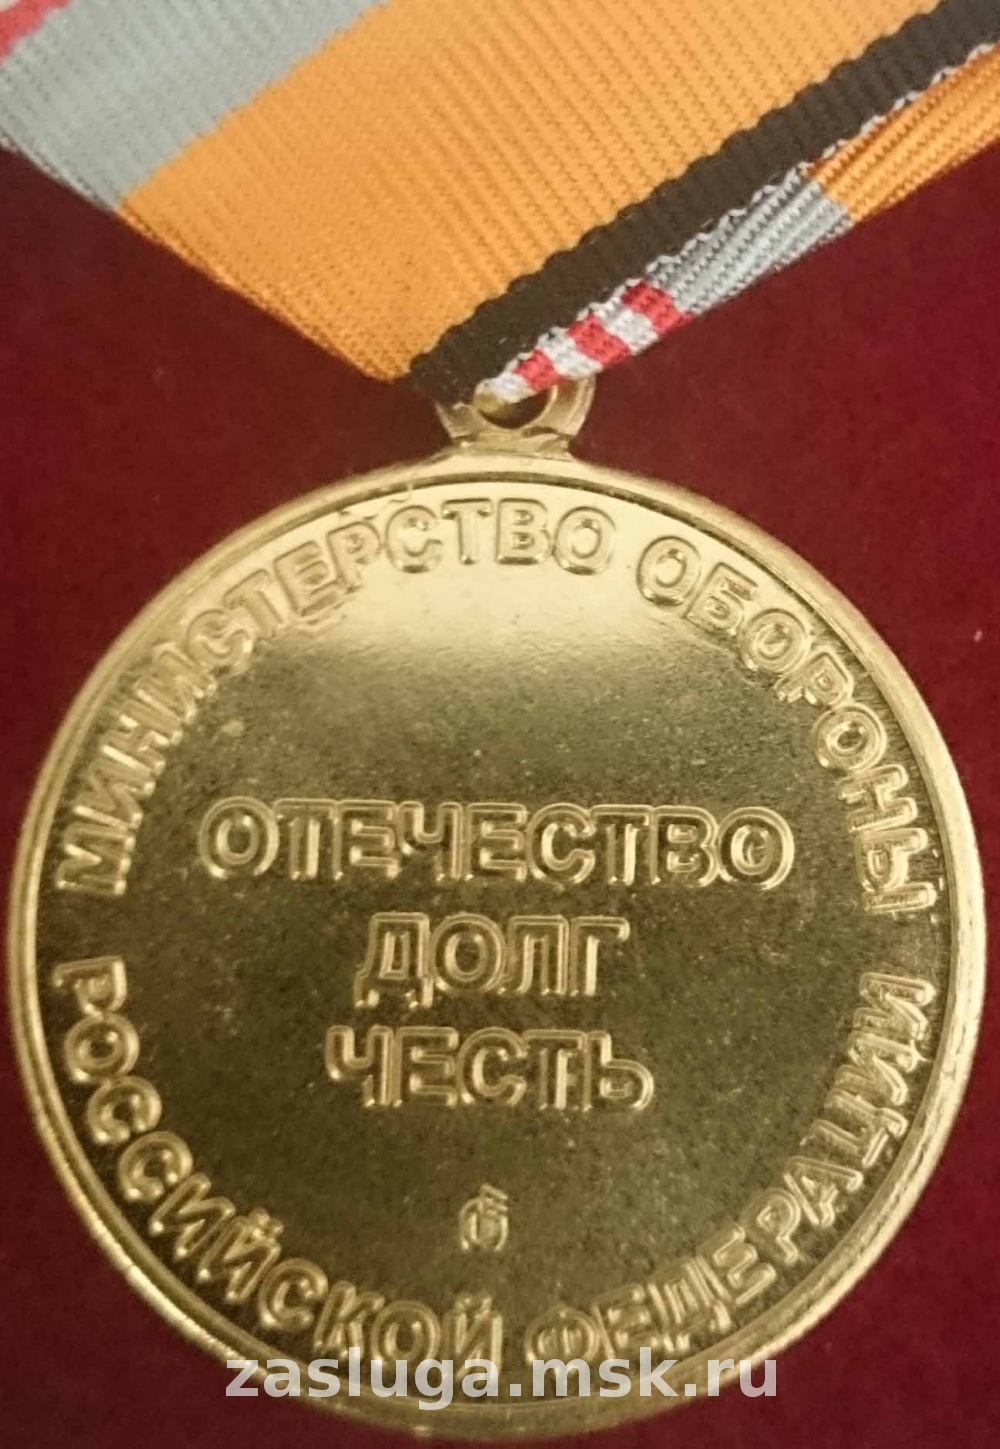 МИНИСТЕРСТВО ОБОРОНЫ
ОТЕЧЕСТВО
ДОЛГ
ЧЕСТЬ
РОССИЙСКОЙ ФЕДЕРАЦИИ
zasluga.msk.ru